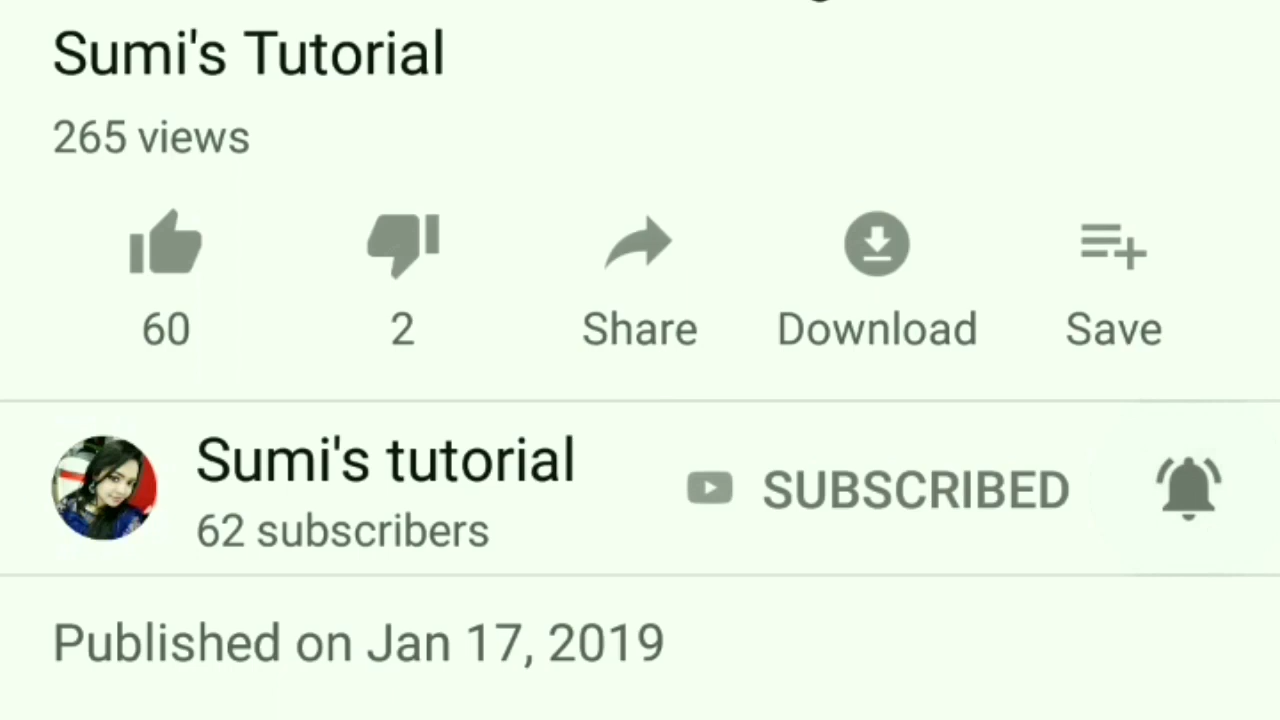 Sumi's Tutorial
265 views
60
2
Share
Download
Save
Sumi's tutorial
62 subscribers
SUBSCRIBED
Published on Jan 17, 2019